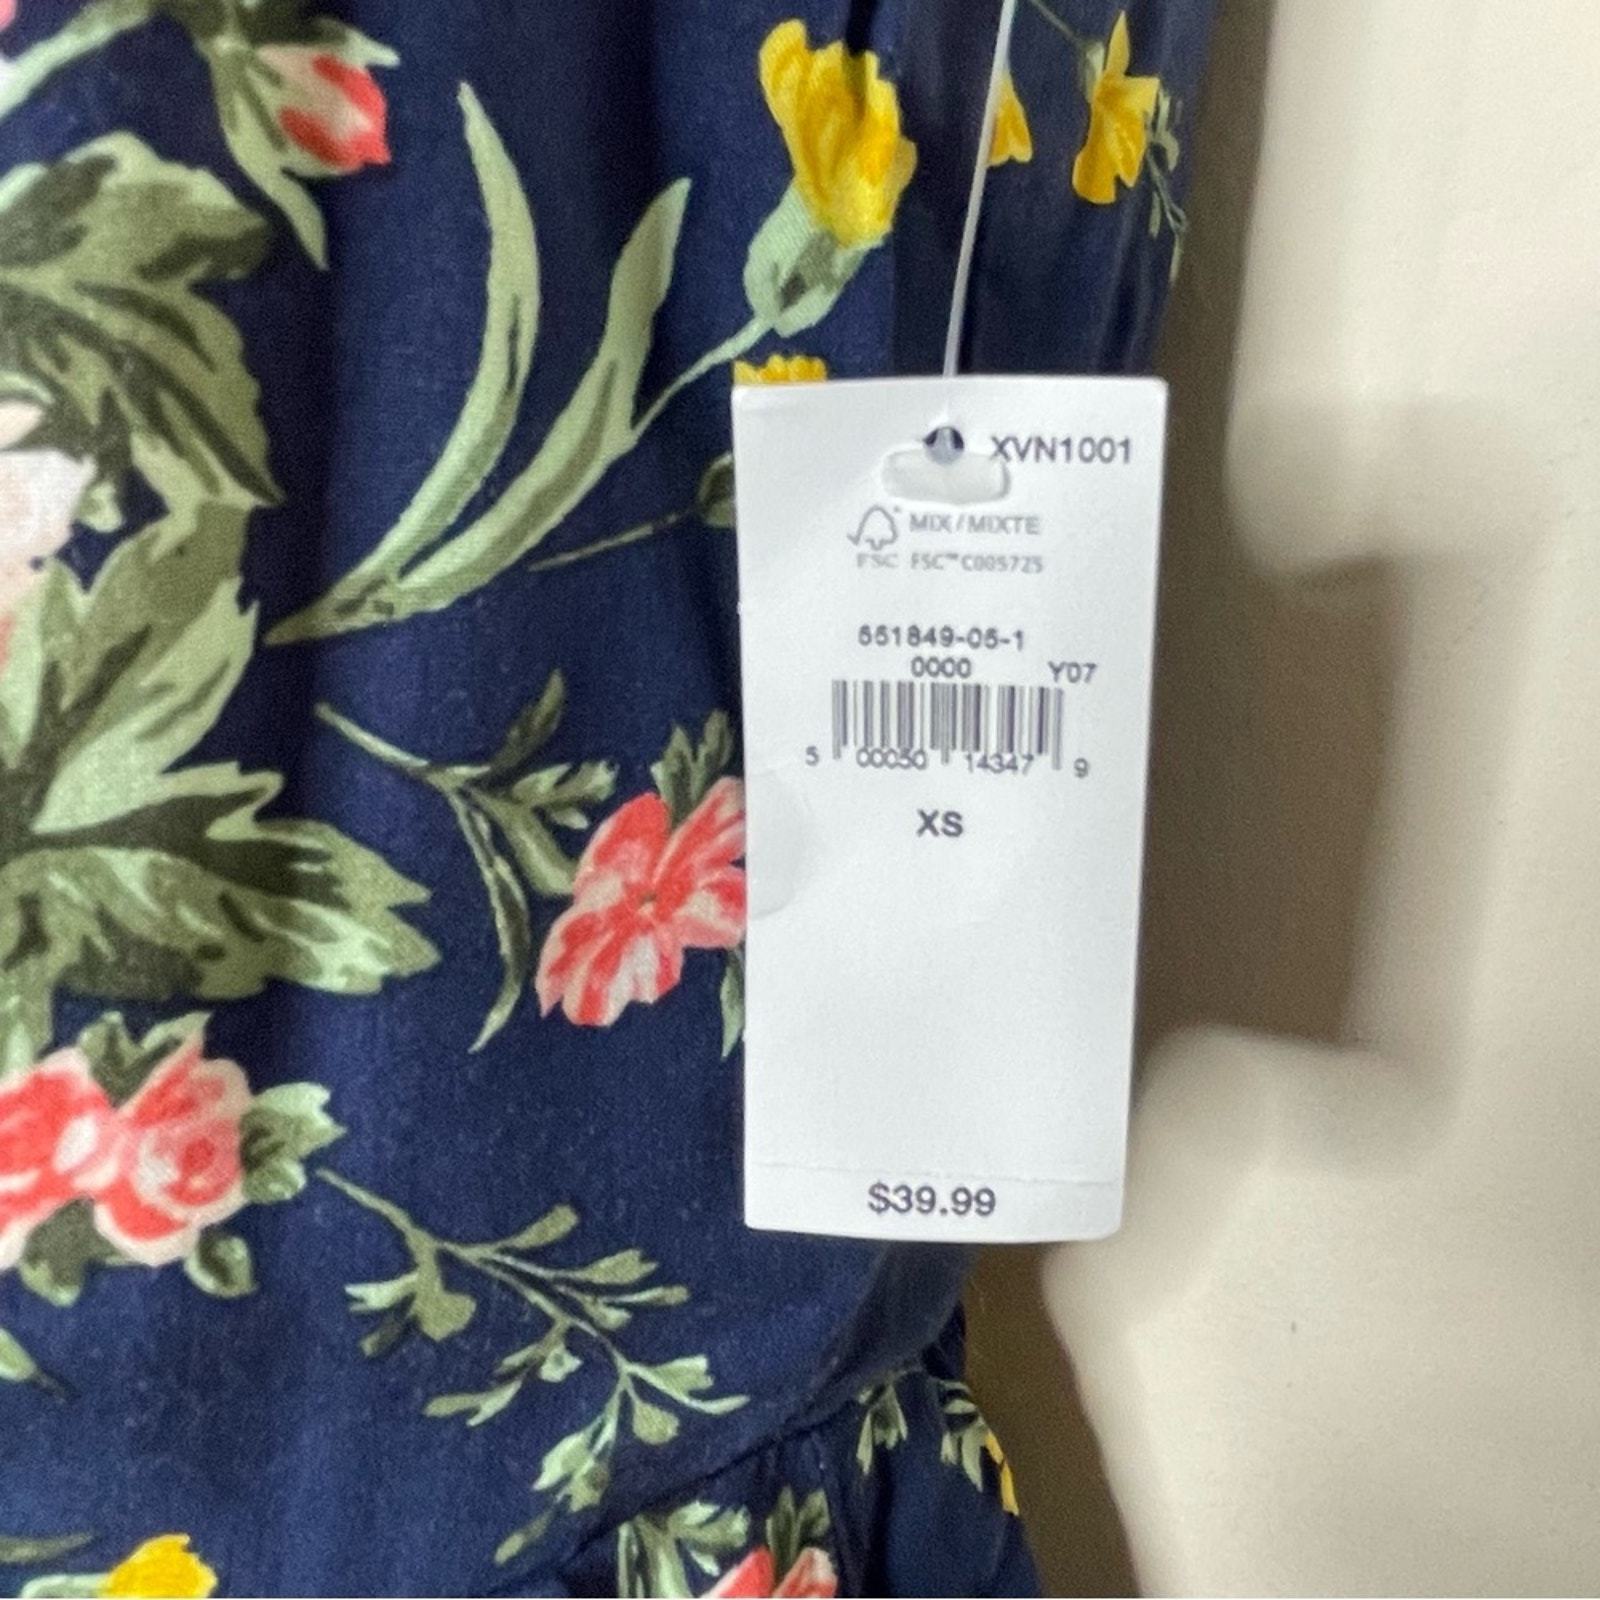 XVN1001
MIX/MIXTE
FSC FSC™ C005725
551849-05-1
0000 Y07
5 00050 14347 9
XS
$39.99